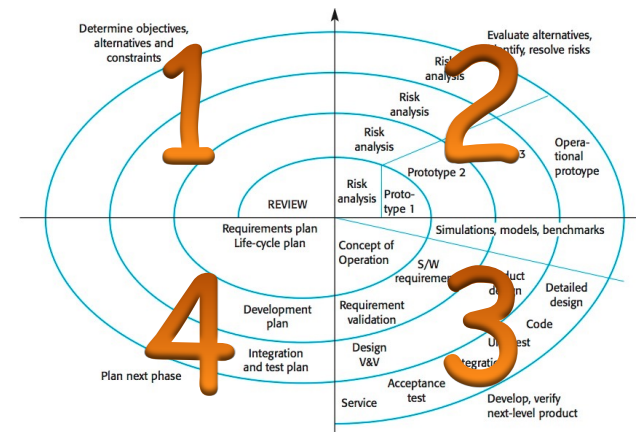 Determine objectives,
alternatives and
constraints
1
Evaluate alternatives,
resolve risks
2
analysis
Risk
analysis
Risk
analysis
Risk
analysis
Prototype 2
3
Opera-
tional
protoype
Proto-
type 1
REVIEW
Requirements plan
Life-cycle plan
Simulations, models, benchmarks
Concept of
Operation
S/W
Detailed
design
Code
Development
plan
Requirement
validation
Integration
and test plan
Design
V&V
4
3
Plan next phase
Acceptance
test
Service
Develop, verify
next-level product